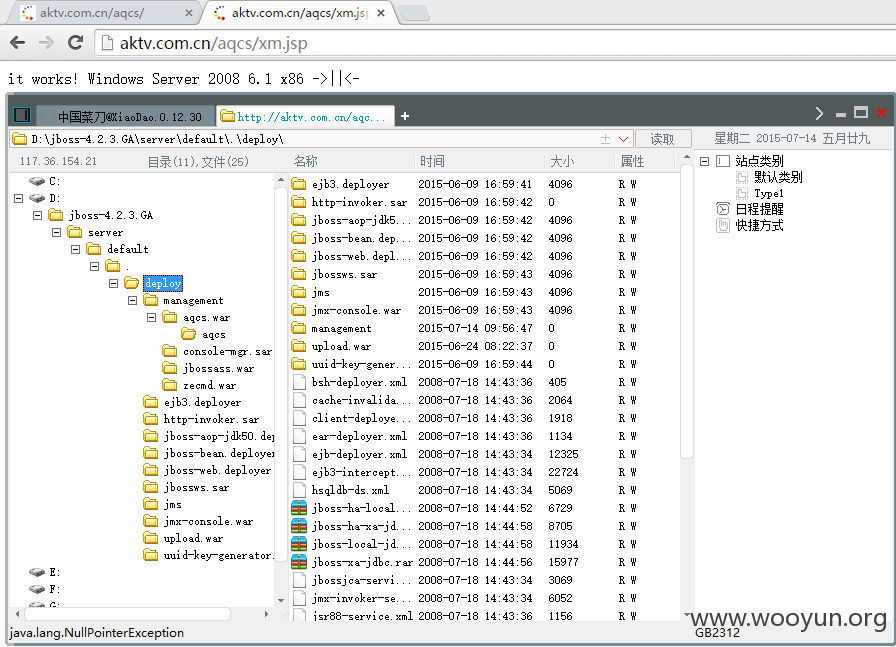 aktv.com.cn/aqcs/
aktv.com.cn/aqcs/xm.jsp
aktv.com.cn/aqcs/xm.jsp
it works! Windows Server 2008 6.1 x86 ->||<-
中国菜刀@XiaoDao.0.12.30
http://aktv.com.cn/aqc...
D:\jboss-4.2.3.GA\server\default\.\deploy\
读取
星期二 2015-07-14 五月廿九
117.36.154.21
目录(11),文件(25)
名称 时间 大小 属性
C:
D:
jboss-4.2.3.GA
server
default
.
deploy
management
aqcs.war
aqcs
console-mgr.sar
jbossass.war
zecmd.war
ejb3.deployer
http-invoker.sar
jboss-aop-jdk50.dep
jboss-bean.deployer
jboss-web.deployer
jbossws.sar
jms
jmx-console.war
upload.war
uuid-key-generator.
E:
F:
G:
ejb3.deployer 2015-06-09 16:59:41 4096 R W
http-invoker.sar 2015-06-09 16:59:42 0 R W
jboss-aop-jdk5... 2015-06-09 16:59:42 4096 R W
jboss-bean.dep... 2015-06-09 16:59:42 4096 R W
jboss-web.depl... 2015-06-09 16:59:42 4096 R W
jbossws.sar 2015-06-09 16:59:43 4096 R W
jms 2015-06-09 16:59:43 4096 R W
jmx-console.war 2015-06-09 16:59:43 4096 R W
management 2015-07-14 09:56:47 0 R W
upload.war 2015-06-24 08:22:37 0 R W
uuid-key-gener... 2015-06-09 16:59:44 0 R W
bsh-deployer.xml 2008-07-18 14:43:36 405 R W
cache-invalida... 2008-07-18 14:43:36 2064 R W
client-deploye... 2008-07-18 14:43:36 1918 R W
ear-deployer.xml 2008-07-18 14:43:36 1134 R W
ejb-deployer.xml 2008-07-18 14:43:34 12325 R W
ejb3-intercept... 2008-07-18 14:43:34 22724 R W
hsqldb-ds.xml 2008-07-18 14:43:34 5069 R W
jboss-ha-local... 2008-07-18 14:44:52 6729 R W
jboss-ha-xa-jd... 2008-07-18 14:44:58 8705 R W
jboss-local-jd... 2008-07-18 14:44:54 11934 R W
jboss-xa-jdbc.rar 2008-07-18 14:44:56 15977 R W
jbossjca-servi... 2008-07-18 14:43:34 3069 R W
jmx-invoker-se... 2008-07-18 14:43:34 6052 R W
jsr88-service.xml 2008-07-18 14:43:36 1156 R W
站点类别
默认类别
Type1
日程提醒
快捷方式
java.lang.NullPointerException
GB2312
www.wooyun.org